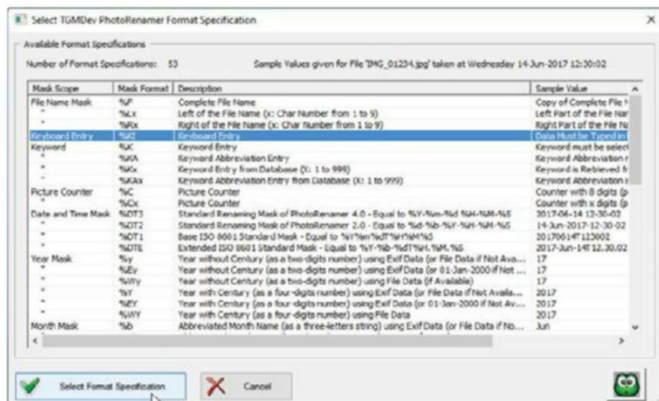 Select TGMDev PhotoRenamer Format Specification
Available Format Specifications
Number of Format Specifications: 53 Sample Values given for File 'IMG_01234.jpg' taken at Wednesday 14-Jun-2017 12:30:02
Mask Scope Mask Format Description Sample Value
File Name Mask %F Complete File Name Copy of Complete File N
" %Lx Left of the File Name (x: Char Number from 1 to 9) Left Part of the File Nar
" %Rx Right of the File Name (x: Char Number from 1 to 9) Right Part of the File Na
Keyboard Entry %KI Keyboard Entry Data Must be Typed in
Keyword %K Keyword Entry Keyword must be select
" %KA Keyword Abbreviation Entry Keyword Abbreviation
" %Kx Keyword Entry from Database (X: 1 to 999) Keyword is Retrieved
" %KAx Keyword Abbreviation Entry from Database (X: 1 to 999) Keyword Abbreviation
Picture Counter %C Picture Counter Counter with 8 digits (p
" %Cx Picture Counter Counter with x digits (p
Date and Time Mask %DT3 Standard Renaming Mask of PhotoRenamer 4.0 - Equal to %Y-%m-%d %H-%M-%S 2017-06-14 12-30-02
" %DT2 Standard Renaming Mask of PhotoRenamer 2.0 - Equal to %d-%b-%Y %H-%M-%S 14-Jun-2017 12-30-02
" %DT1 Base ISO 8601 Standard Mask - Equal to %Y%m%dT%H%M%S 20170614T123002
" %DTE Extended ISO 8601 Standard Mask - Equal to %Y-%b-%dT%H.%M.%S 2017-Jun-14T12.30.02
Year Mask %y Year without Century (as a two-digits number) using Exif Data (or File Data if Not Ava... 17
" %Ey Year without Century (as a two-digits number) using Exif Data (or 01-Jan-2000 if Not ... 17
" %Wy Year without Century (as a two-digits number) using File Data (if Available) 17
" %Y Year with Century (as a four-digits number) using Exif Data (or File Data if Not Availa... 2017
" %EY Year with Century (as a four-digits number) using Exif Data (or 01-Jan-2000 if Not Av... 2017
" %WY Year with Century (as a four-digits number) using File Data 2017
Month Mask %b Abbreviated Month Name (as a three-letters string) using Exif Data (or File Data if No... Jun
Select Format Specification Cancel